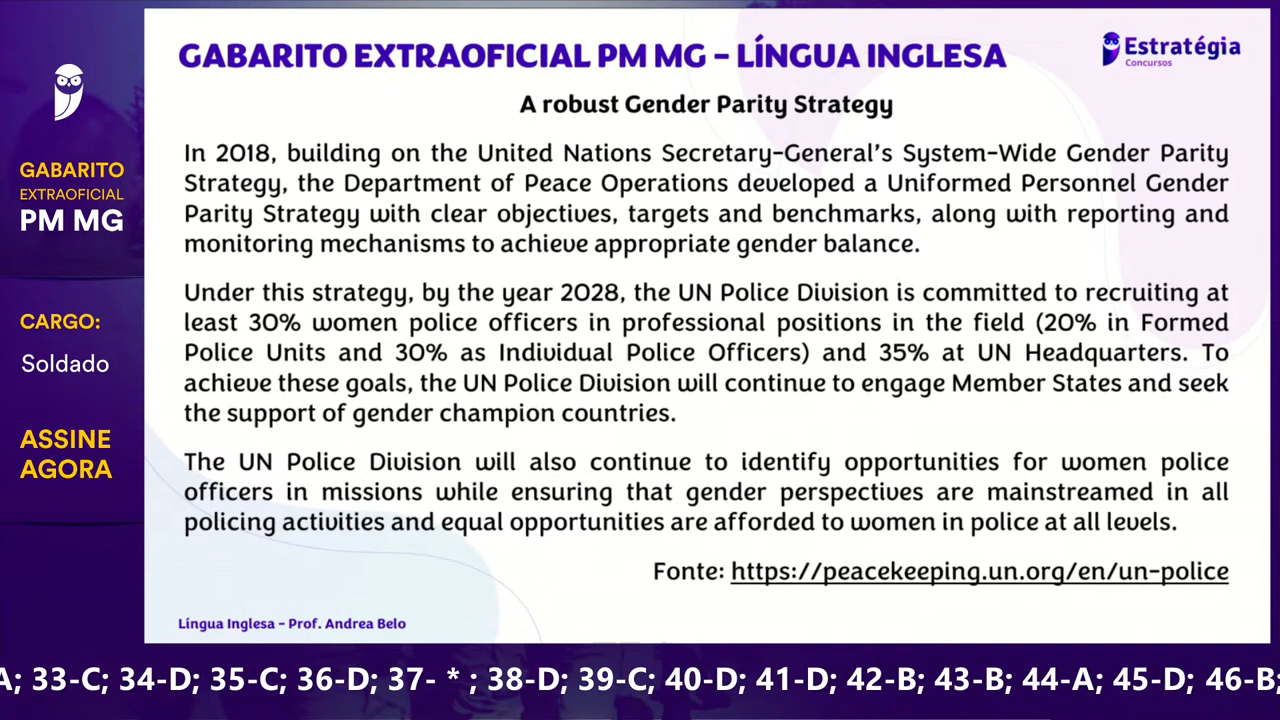 GABARITO EXTRAOFICIAL PM MG – LÍNGUA INGLESA
Estratégia
Concursos
A robust Gender Parity Strategy
In 2018, building on the United Nations Secretary-General's System-Wide Gender Parity
Strategy, the Department of Peace Operations developed a Uniformed Personnel Gender
Parity Strategy with clear objectives, targets and benchmarks, along with reporting and
monitoring mechanisms to achieve appropriate gender balance.
Under this strategy, by the year 2028, the UN Police Division is committed to recruiting at
least 30% women police officers in professional positions in the field (20% in Formed
Police Units and 30% as Individual Police Officers) and 35% at UN Headquarters. To
achieve these goals, the UN Police Division will continue to engage Member States and seek
the support of gender champion countries.
The UN Police Division will also continue to identify opportunities for women police
officers in missions while ensuring that gender perspectives are mainstreamed in all
policing activities and equal opportunities are afforded to women in police at all levels.
Fonte: https://peacekeeping.un.org/en/un-police
Língua Inglesa – Prof. Andrea Belo
GABARITO
EXTRAOFICIAL
PM MG
CARGO:
Soldado
ASSINE
AGORA
A; 33-C; 34-D; 35-C; 36-D; 37- * ; 38-D; 39-C; 40-D; 41-D; 42-B; 43-B; 44-A; 45-D; 46-B;